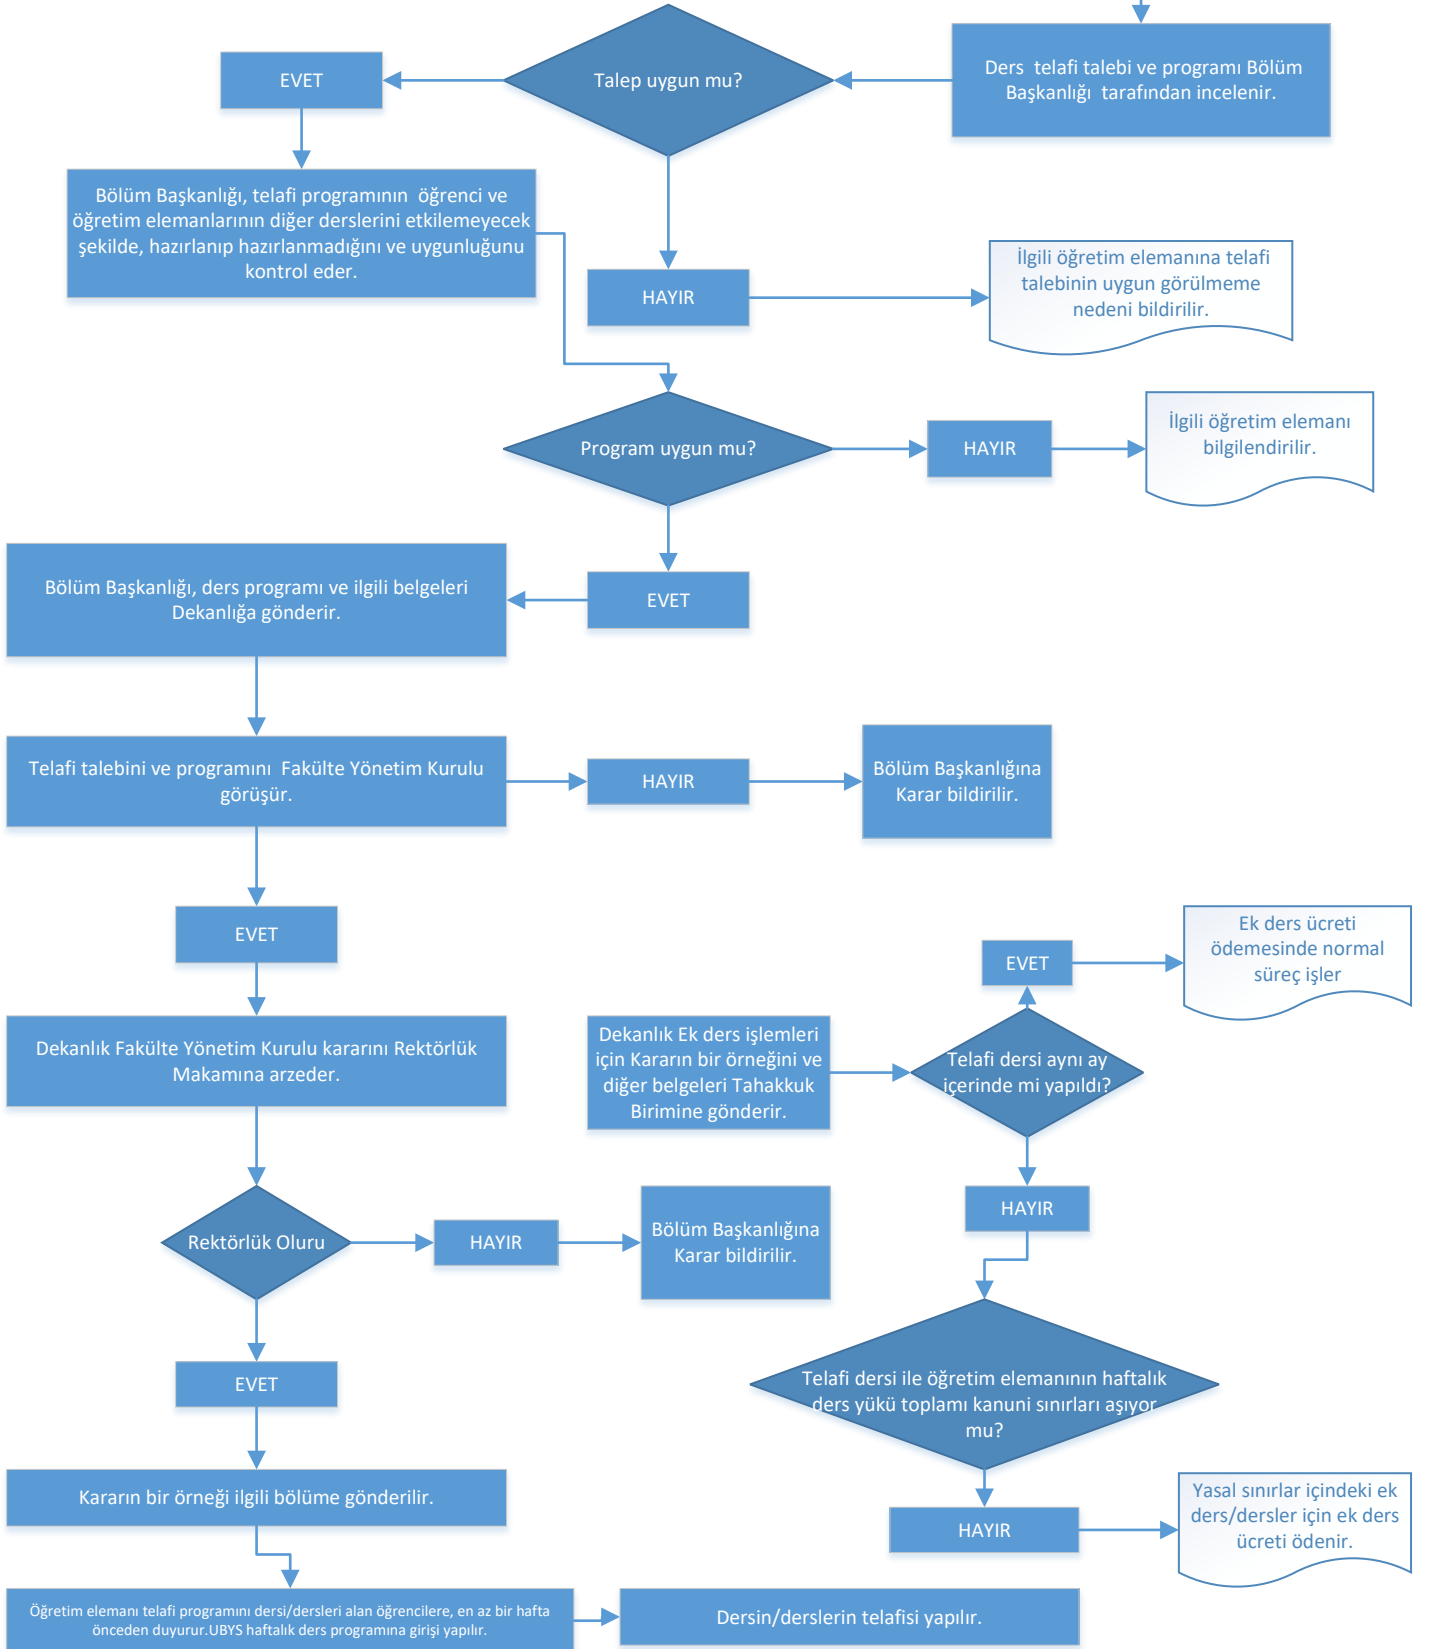 Ders  telafi talebi ve programı Bölüm
Başkanlığı  tarafından incelenir.
Talep uygun mu?
EVET
Bölüm Başkanlığı, telafi programının  öğrenci ve
öğretim elemanlarının diğer derslerini etkilemeyecek
şekilde, hazırlanıp hazırlanmadığını ve uygunluğunu
kontrol eder.
HAYIR
İlgili öğretim elemanına telafi
talebinin uygun görülmeme
nedeni bildirilir.
Program uygun mu?
HAYIR
İlgili öğretim elemanı
bilgilendirilir.
EVET
Bölüm Başkanlığı, ders programı ve ilgili belgeleri
Dekanlığa gönderir.
Telafi talebini ve programını  Fakülte Yönetim Kurulu
görüşür.
HAYIR
Bölüm Başkanlığına
Karar bildirilir.
EVET
Dekanlık Fakülte Yönetim Kurulu kararını Rektörlük
Makamına arzeder.
Rektörlük Oluru
HAYIR
Bölüm Başkanlığına
Karar bildirilir.
EVET
Kararın bir örneği ilgili bölüme gönderilir.
Öğretim elemanı telafi programını dersi/dersleri alan öğrencilere, en az bir hafta
önceden duyurur.UBYS haftalık ders programına girişi yapılır.
Dersin/derslerin telafisi yapılır.
Dekanlık Ek ders işlemleri
için Kararın bir örneğini ve
diğer belgeleri Tahakkuk
Birimine gönderir.
Telafi dersi aynı ay
içerinde mi yapıldı?
EVET
Ek ders ücreti
ödemesinde normal
süreç işler
HAYIR
Telafi dersi ile öğretim elemanının haftalık
ders yükü toplamı kanuni sınırları aşıyor
mu?
HAYIR
Yasal sınırlar içindeki ek
ders/dersler için ek ders
ücreti ödenir.